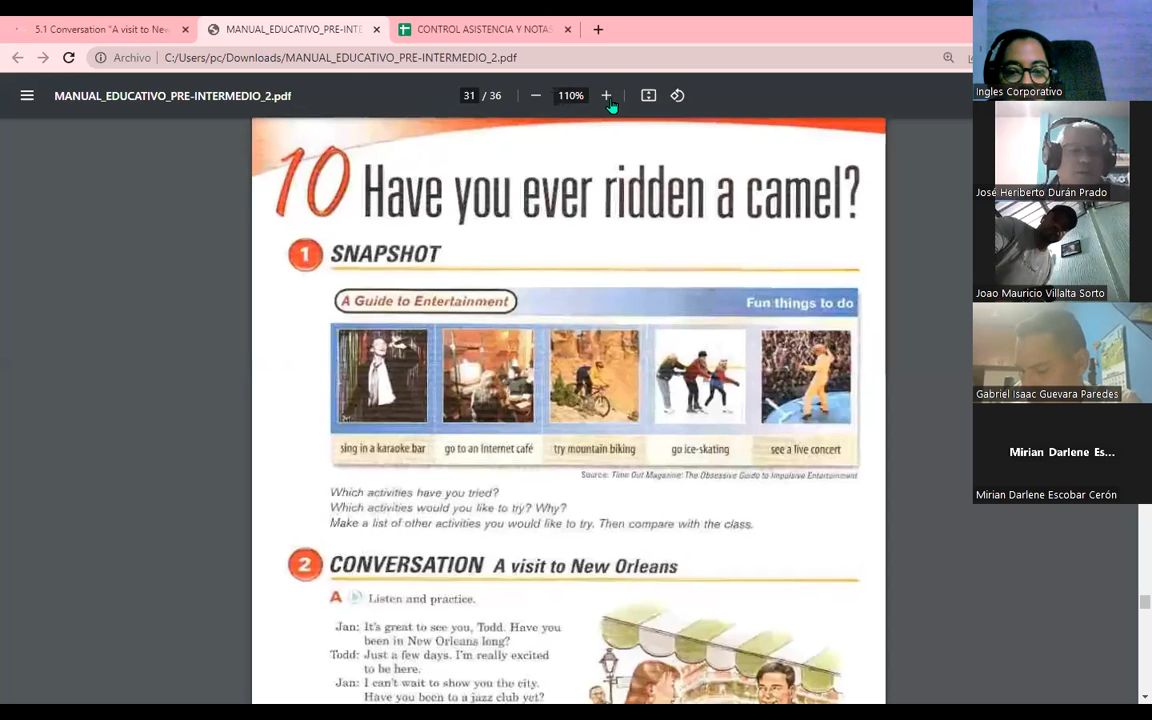 5.1 Conversation "A visit to Nev
MANUAL_EDUCATIVO_PRE-INTE
CONTROL ASISTENCIA Y NOTAS
Archivo
C:/Users/pc/Downloads/MANUAL_EDUCATIVO_PRE-INTERMEDIO_2.pdf
MANUAL_EDUCATIVO_PRE-INTERMEDIO_2.pdf
31 / 36
110%
10 Have you ever ridden a camel?
1 SNAPSHOT
A Guide to Entertainment
Fun things to do
sing in a karaoke bar
go to an Internet café
try mountain biking
go ice-skating
see a live concert
Source: Time Out Magazine: The Obsessive Guide to Impulsive Entertainment
Which activities have you tried?
Which activities would you like to try? Why?
Make a list of other activities you would like to try. Then compare with the class.
2 CONVERSATION A visit to New Orleans
A Listen and practice.
Jan: It's great to see you, Todd. Have you
been in New Orleans long?
Todd: Just a few days. I'm really excited
to be here.
Jan: I can't wait to show you the city.
Have you been to a jazz club yet?
Ingles Corporativo
José Heriberto Durán Prado
Joao Mauricio Villalta Sorto
Gabriel Isaac Guevara Paredes
Mirian Darlene Es...
Mirian Darlene Escobar Cerón